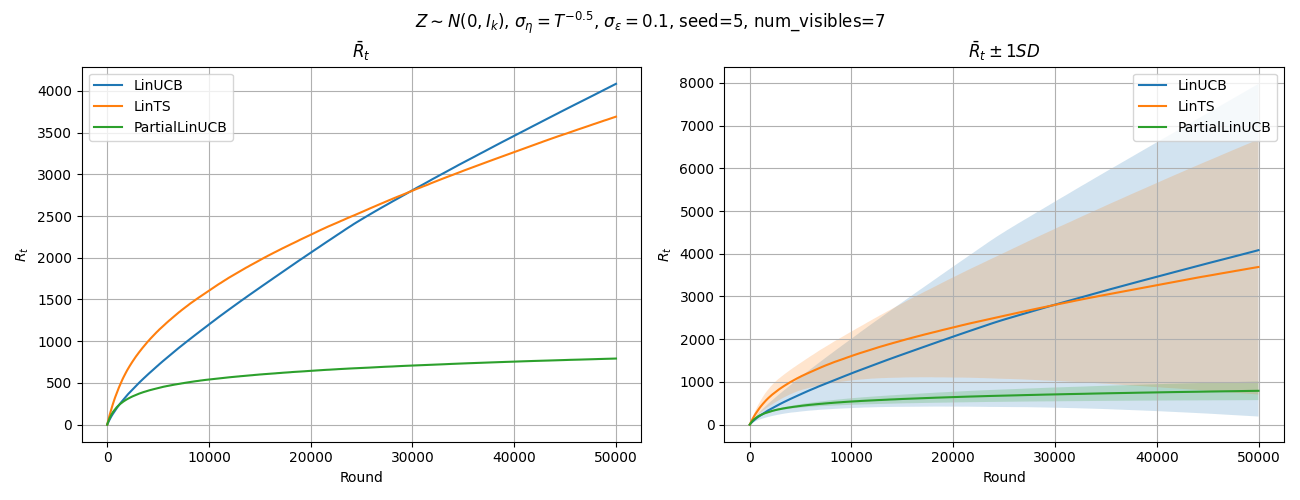 Z ∼ N(0, I_k), σ_η = T^{-0.5}, σ_ε = 0.1, seed=5, num_visibles=7
R̄_t
LinUCB
LinTS
PartialLinUCB
4000
3500
3000
2500
2000
1500
1000
500
0
R_t
0 10000 20000 30000 40000 50000
Round
R̄_t ± 1SD
LinUCB
LinTS
PartialLinUCB
8000
7000
6000
5000
4000
3000
2000
1000
0
R_t
0 10000 20000 30000 40000 50000
Round